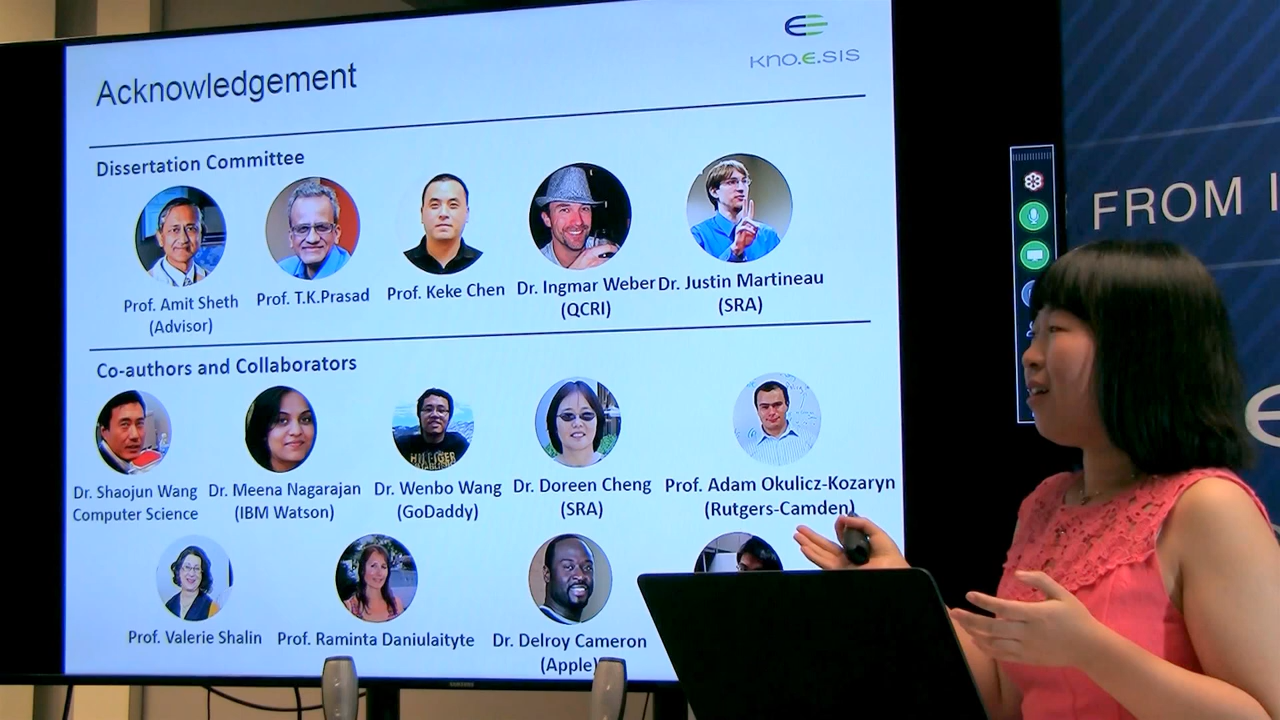 Acknowledgement
KNO.E.SIS
Dissertation Committee
Prof. Amit Sheth
(Advisor)
Prof. T.K.Prasad
Prof. Keke Chen
Dr. Ingmar Weber
(QCRI)
Dr. Justin Martineau
(SRA)
Co-authors and Collaborators
Dr. Shaojun Wang
Computer Science
Dr. Meena Nagarajan
(IBM Watson)
Dr. Wenbo Wang
(GoDaddy)
Dr. Doreen Cheng
(SRA)
Prof. Adam Okulicz-Kozaryn
(Rutgers-Camden)
Prof. Valerie Shalin
Prof. Raminta Daniulaityte
Dr. Delroy Cameron
(Apple)
HILFIGER
SAMSUNG
FROM